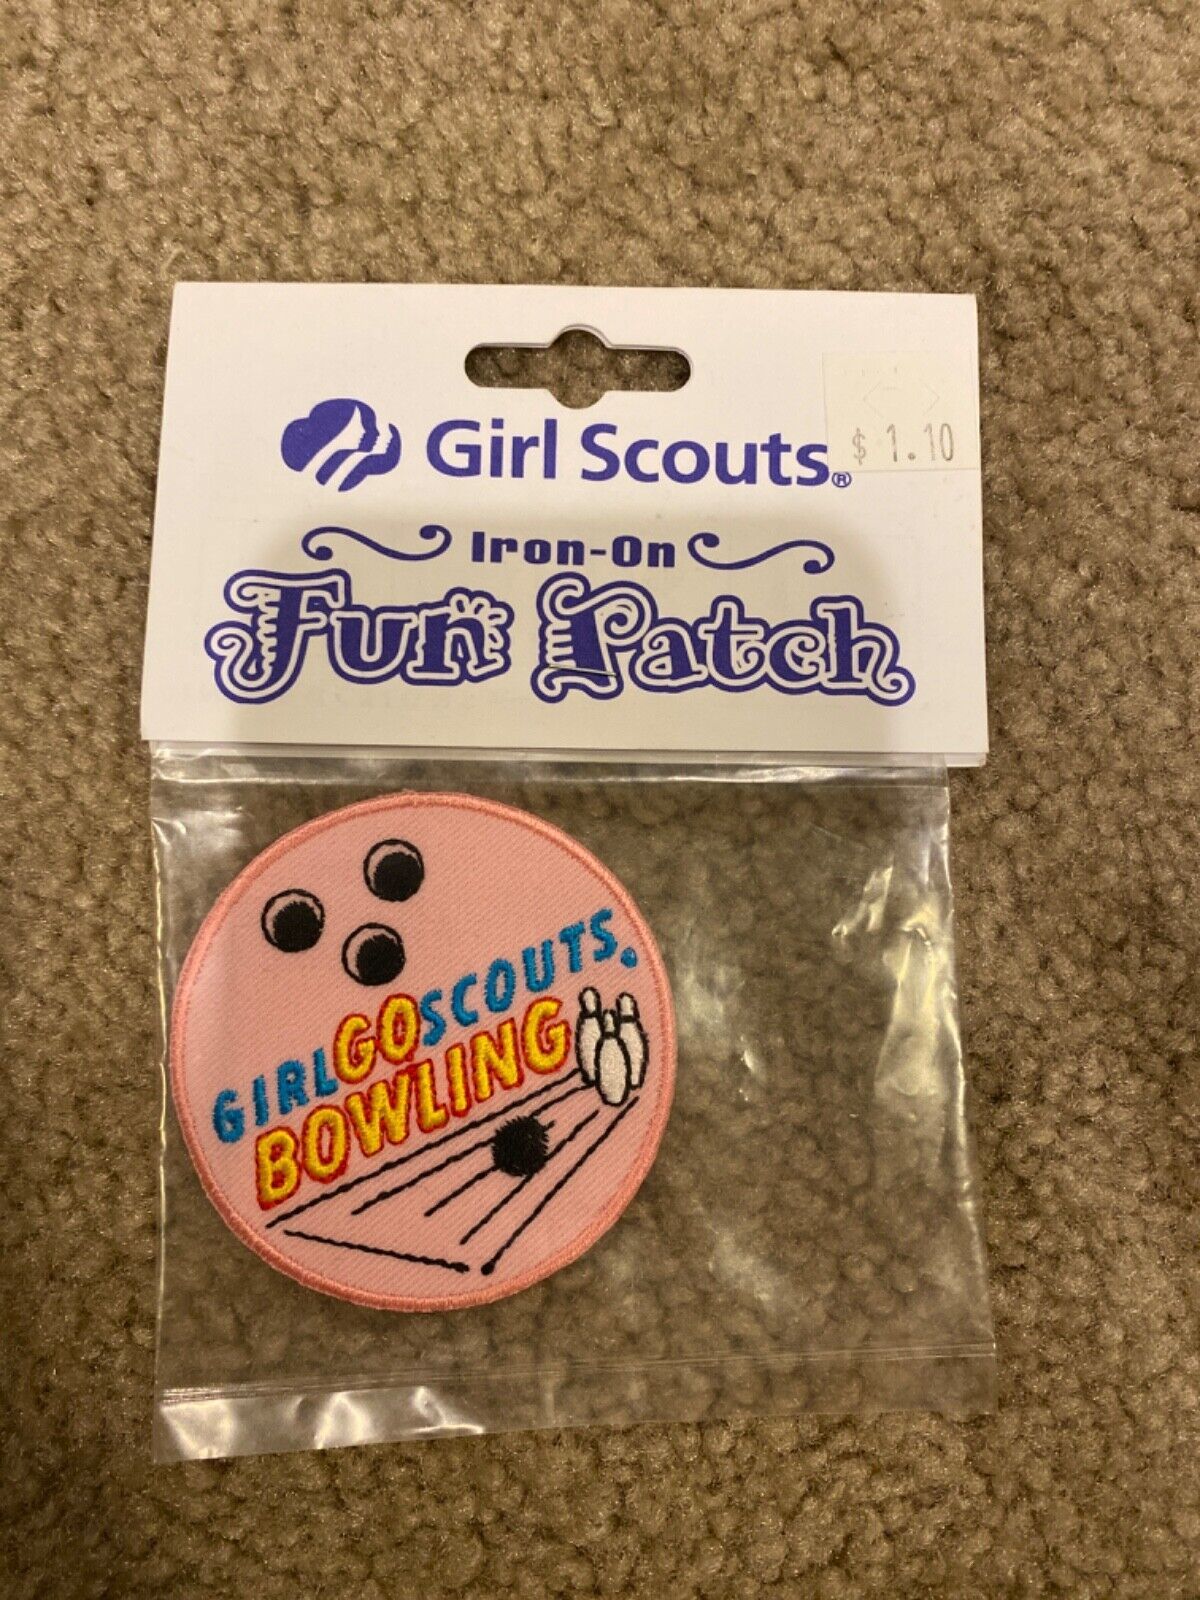 Girl Scouts®
$ 1.10
Iron-On
Fun Patch
GIRL GO SCOUTS.
BOWLING